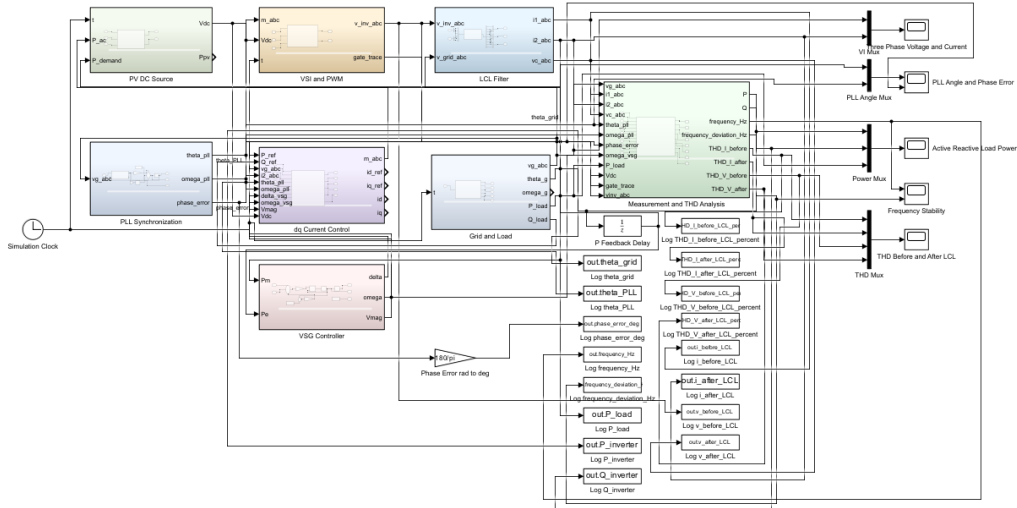 t
P_ac
P_demand
Vdc
Ppv
PV DC Source
m_abc
Vdc
t
v_inv_abc
gate_trace
VSI and PWM
v_inv_abc
v_grid_abc
i1_abc
i2_abc
vc_abc
LCL Filter
VI Mux
Three Phase Voltage and Current
PLL Angle Mux
PLL Angle and Phase Error
vg_abc
i1_abc
i2_abc
vc_abc
theta_pll
omega_pll
phase_error
omega_vsg
P_load
Vdc
gate_trace
vinv_abc
P
Q
frequency_Hz
frequency_deviation_Hz
THD_I_before
THD_I_after
THD_V_before
THD_V_after
Measurement and THD Analysis
theta_grid
Power Mux
Active Reactive Load Power
Frequency Stability
THD Mux
THD Before and After LCL
vg_abc
theta_pll
omega_pll
phase_error
PLL Synchronization
theta_PLL
phase_error
P_ref
Q_ref
vg_abc
i2_abc
theta_pll
omega_pll
delta_vsg
omega_vsg
Vmag
Vdc
m_abc
id_ref
iq_ref
id
iq
dq Current Control
t
vg_abc
theta_g
omega_g
P_load
Q_load
Grid and Load
Simulation Clock
1
z
P Feedback Delay
Pm
Pe
delta
omega
Vmag
VSG Controller
180/pi
Phase Error rad to deg
out.theta_grid
Log theta_grid
out.theta_PLL
Log theta_PLL
out.phase_error_deg
Log phase_error_deg
out.frequency_Hz
Log frequency_Hz
Log frequency_deviation_Hz
out.P_load
Log P_load
out.P_inverter
Log P_inverter
out.Q_inverter
Log Q_inverter
Log THD_I_before_LCL_percent
Log THD_I_after_LCL_percent
Log THD_V_before_LCL_percent
Log THD_V_after_LCL_percent
out.i_before_LCL
Log i_before_LCL
out.i_after_LCL
Log i_after_LCL
out.v_before_LCL
Log v_before_LCL
out.v_after_LCL
Log v_after_LCL